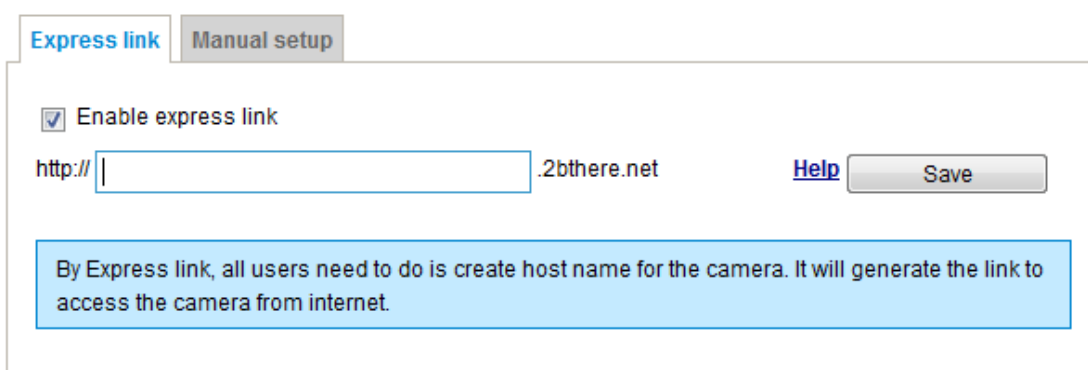 Express link Manual setup
Enable express link
http:// .2bthere.net Help Save
By Express link, all users need to do is create host name for the camera. It will generate the link to
access the camera from internet.